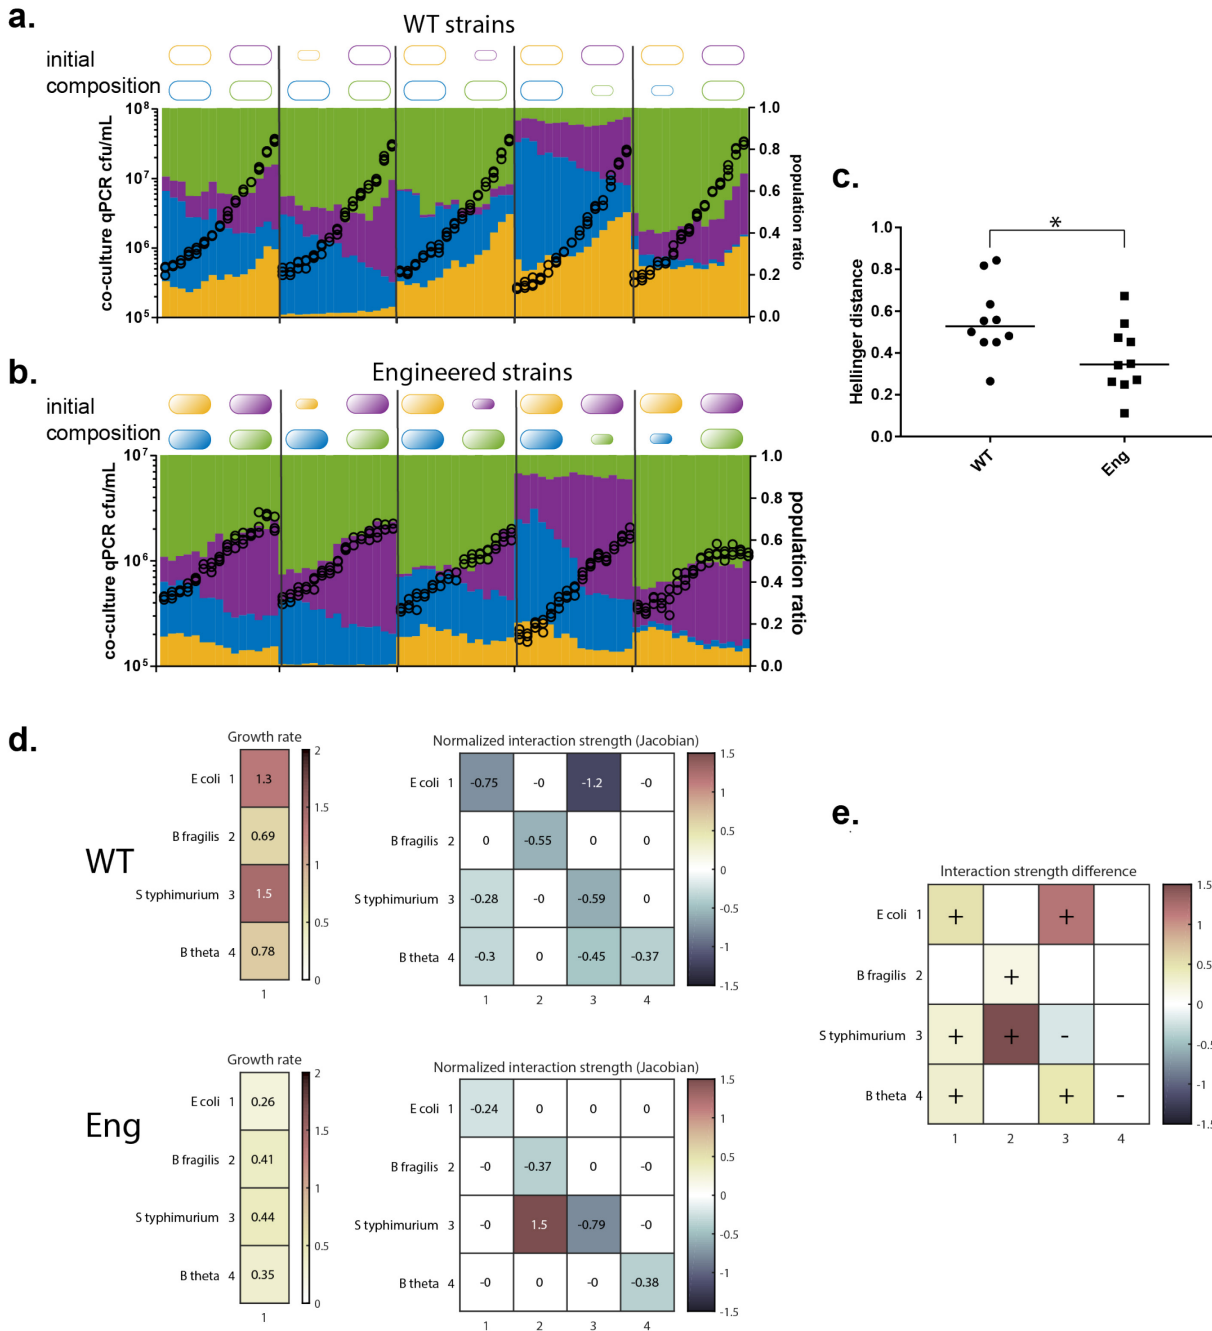 a.
WT strains
initial
composition
co-culture qPCR cfu/mL
10⁸
10⁷
10⁶
10⁵
1.0
0.8
0.6
0.4
0.2
0.0
population ratio
b.
Engineered strains
initial
composition
co-culture qPCR cfu/mL
10⁷
10⁶
10⁵
1.0
0.8
0.6
0.4
0.2
0.0
population ratio
c.
*
Hellinger distance
1.0
0.8
0.6
0.4
0.2
0.0
WT
Eng
d.
WT
Growth rate
E coli 1 1.3
B fragilis 2 0.69
S typhimurium 3 1.5
B theta 4 0.78
1
2
1.5
1
0.5
0
Normalized interaction strength (Jacobian)
E coli 1 -0.75 -0 -1.2 -0
B fragilis 2 0 -0.55 0 0
S typhimurium 3 -0.28 -0 -0.59 0
B theta 4 -0.3 0 -0.45 -0.37
1 2 3 4
1.5
1
0.5
0
-0.5
-1
-1.5
Eng
Growth rate
E coli 1 0.26
B fragilis 2 0.41
S typhimurium 3 0.44
B theta 4 0.35
1
2
1.5
1
0.5
0
Normalized interaction strength (Jacobian)
E coli 1 -0.24 0 0 0
B fragilis 2 -0 -0.37 0 -0
S typhimurium 3 -0 1.5 -0.79 -0
B theta 4 -0 0 -0 -0.38
1 2 3 4
1.5
1
0.5
0
-0.5
-1
-1.5
e.
Interaction strength difference
E coli 1 + +
B fragilis 2 +
S typhimurium 3 + + -
B theta 4 + + -
1 2 3 4
1.5
1
0.5
0
-0.5
-1
-1.5